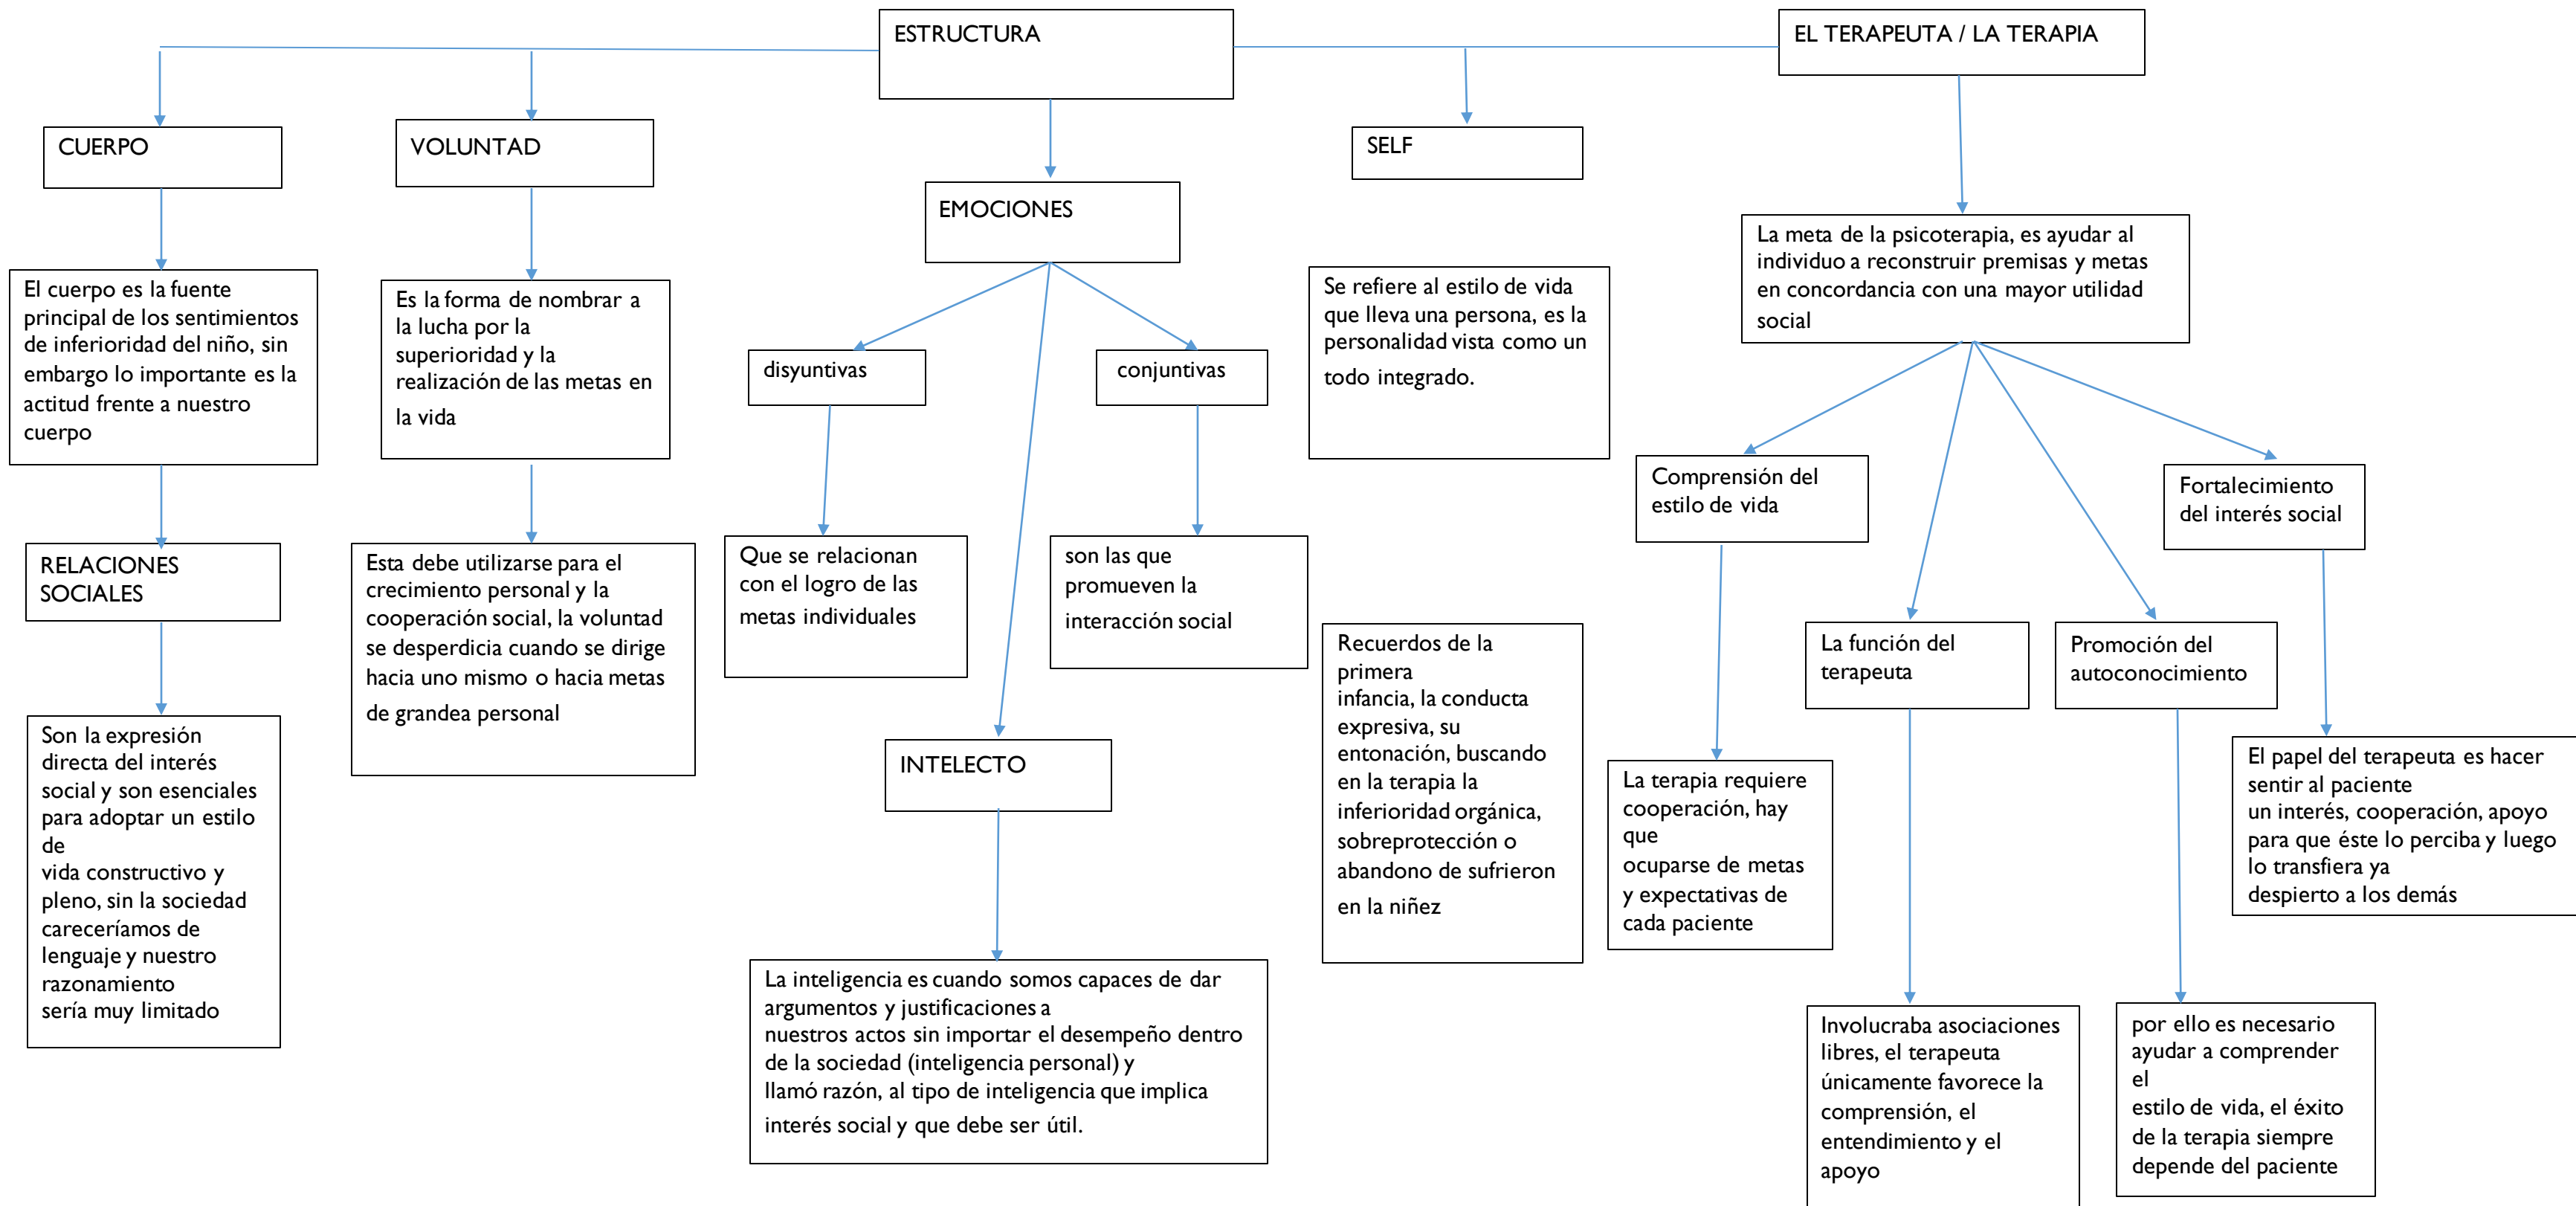 ESTRUCTURA
EL TERAPEUTA / LA TERAPIA
CUERPO
VOLUNTAD
SELF
EMOCIONES
El cuerpo es la fuente
principal de los sentimientos
de inferioridad del niño, sin
embargo lo importante es la
actitud frente a nuestro
cuerpo
Es la forma de nombrar a
la lucha por la
superioridad y la
realización de las metas en
la vida
disyuntivas
conjuntivas
Se refiere al estilo de vida
que lleva una persona, es la
personalidad vista como un
todo integrado.
La meta de la psicoterapia, es ayudar al
individuo a reconstruir premisas y metas
en concordancia con una mayor utilidad
social
Comprensión del
estilo de vida
Fortalecimiento
del interés social
RELACIONES
SOCIALES
Esta debe utilizarse para el
crecimiento personal y la
cooperación social, la voluntad
se desperdicia cuando se dirige
hacia uno mismo o hacia metas
de grandea personal
Que se relacionan
con el logro de las
metas individuales
son las que
promueven la
interacción social
Recuerdos de la
primera
infancia, la conducta
expresiva, su
entonación, buscando
en la terapia la
inferioridad orgánica,
sobreprotección o
abandono de sufrieron
en la niñez
La función del
terapeuta
Promoción del
autoconocimiento
Son la expresión
directa del interés
social y son esenciales
para adoptar un estilo
de
vida constructivo y
pleno, sin la sociedad
careceríamos de
lenguaje y nuestro
razonamiento
sería muy limitado
INTELECTO
La terapia requiere
cooperación, hay
que
ocuparse de metas
y expectativas de
cada paciente
El papel del terapeuta es hacer
sentir al paciente
un interés, cooperación, apoyo
para que éste lo perciba y luego
lo transfiera ya
despierto a los demás
La inteligencia es cuando somos capaces de dar
argumentos y justificaciones a
nuestros actos sin importar el desempeño dentro
de la sociedad (inteligencia personal) y
llamó razón, al tipo de inteligencia que implica
interés social y que debe ser útil.
Involucraba asociaciones
libres, el terapeuta
únicamente favorece la
comprensión, el
entendimiento y el
apoyo
por ello es necesario
ayudar a comprender
el
estilo de vida, el éxito
de la terapia siempre
depende del paciente